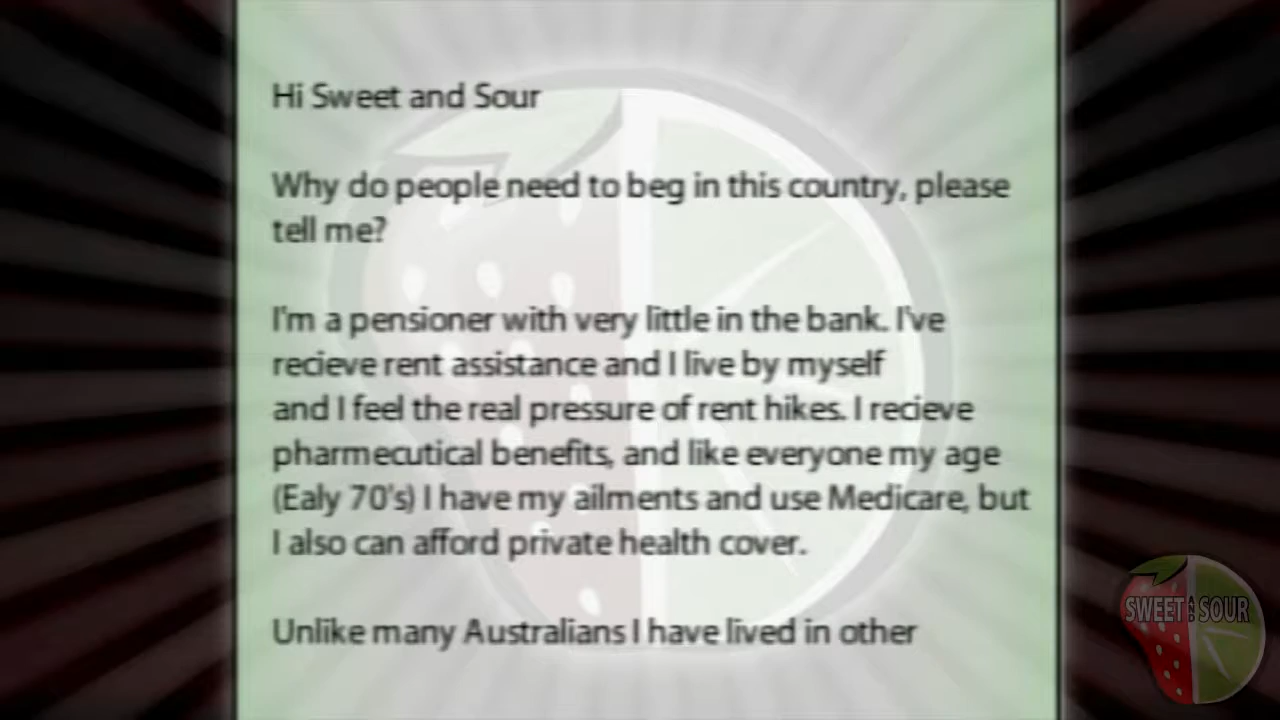 Hi Sweet and Sour
Why do people need to beg in this country, please
tell me?
I'm a pensioner with very little in the bank. I've
recieve rent assistance and I live by myself
and I feel the real pressure of rent hikes. I recieve
pharmecutical benefits, and like everyone my age
(Ealy 70's) I have my ailments and use Medicare, but
I also can afford private health cover.
Unlike many Australians I have lived in other
SWEET AND SOUR